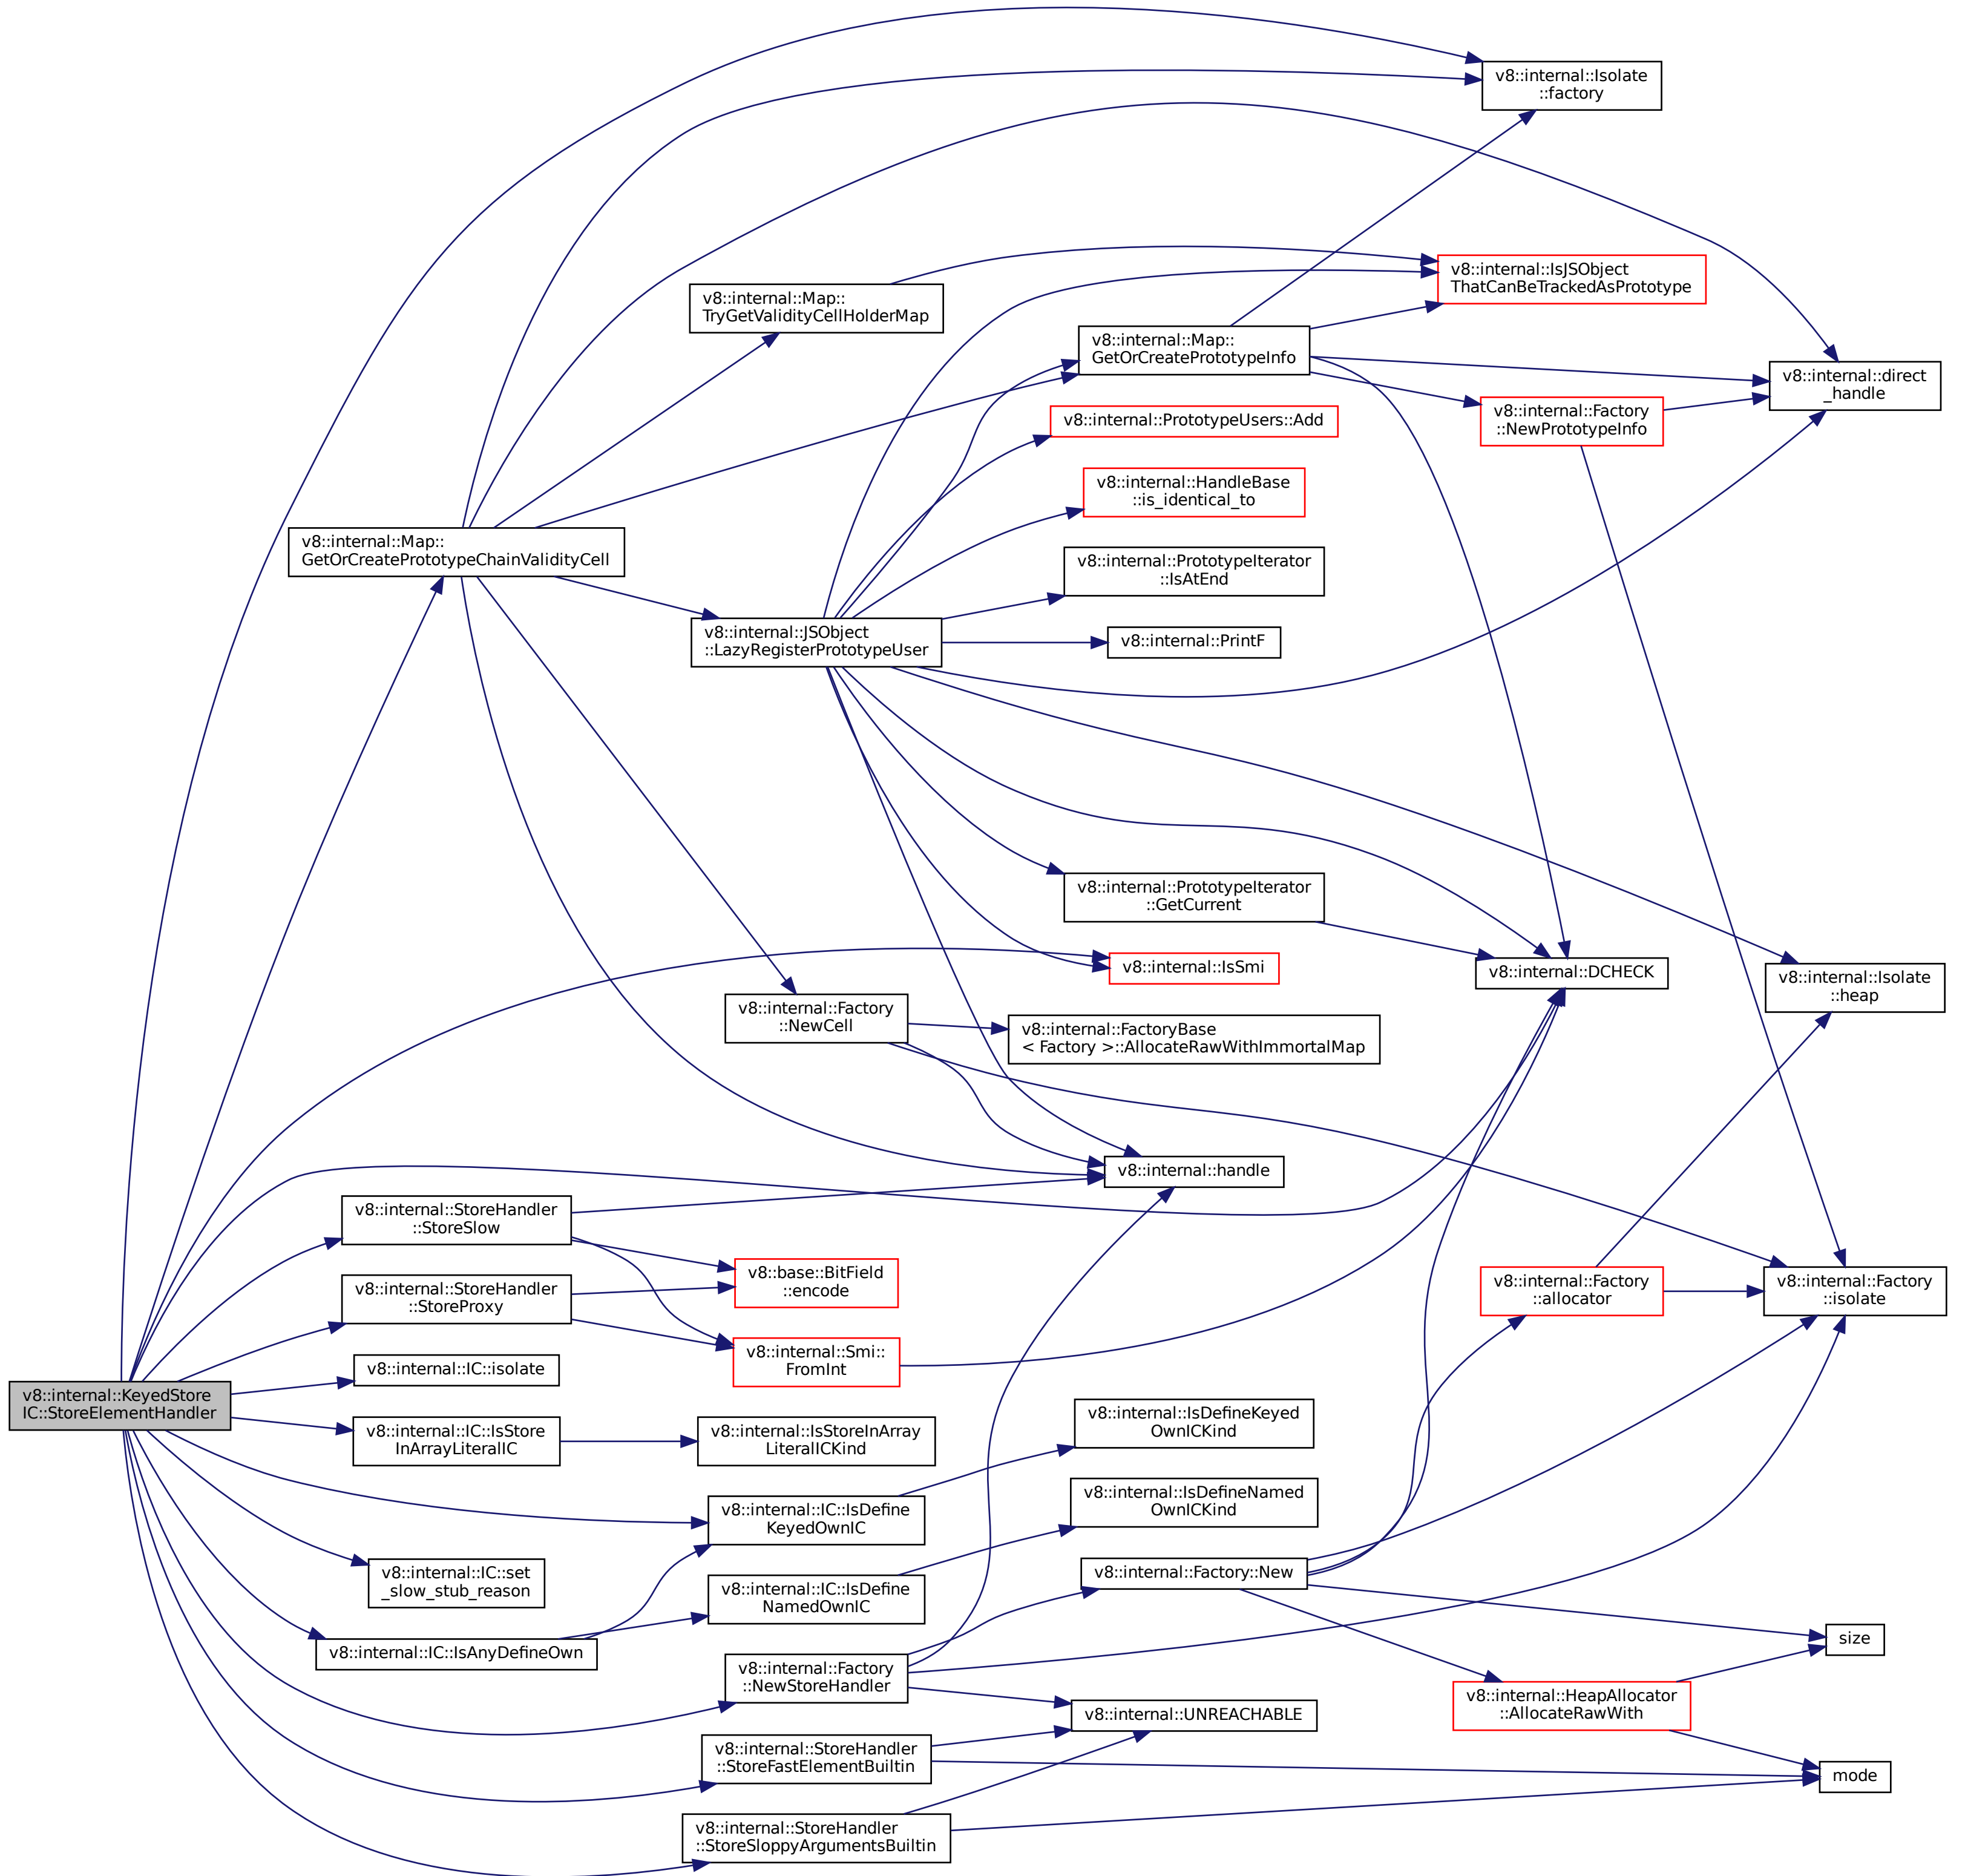 v8::internal::Isolate
::factory
v8::internal::IsJSObject
ThatCanBeTrackedAsPrototype
v8::internal::Map::
TryGetValidityCellHolderMap
v8::internal::Map::
GetOrCreatePrototypeInfo
v8::internal::direct
_handle
v8::internal::PrototypeUsers::Add
v8::internal::Factory
::NewPrototypeInfo
v8::internal::HandleBase
::is_identical_to
v8::internal::Map::
GetOrCreatePrototypeChainValidityCell
v8::internal::PrototypeIterator
::IsAtEnd
v8::internal::JSObject
::LazyRegisterPrototypeUser
v8::internal::PrintF
v8::internal::PrototypeIterator
::GetCurrent
v8::internal::IsSmi
v8::internal::DCHECK
v8::internal::Isolate
::heap
v8::internal::Factory
::NewCell
v8::internal::FactoryBase
< Factory >::AllocateRawWithImmortalMap
v8::internal::handle
v8::internal::StoreHandler
::StoreSlow
v8::base::BitField
::encode
v8::internal::Factory
::allocator
v8::internal::Factory
::isolate
v8::internal::StoreHandler
::StoreProxy
v8::internal::Smi::
FromInt
v8::internal::IC::isolate
v8::internal::KeyedStore
IC::StoreElementHandler
v8::internal::IC::IsStore
InArrayLiteralIC
v8::internal::IsStoreInArray
LiteralICKind
v8::internal::IsDefineKeyed
OwnICKind
v8::internal::IC::IsDefine
KeyedOwnIC
v8::internal::IsDefineNamed
OwnICKind
v8::internal::IC::set
_slow_stub_reason
v8::internal::IC::IsDefine
NamedOwnIC
v8::internal::Factory::New
v8::internal::IC::IsAnyDefineOwn
size
v8::internal::Factory
::NewStoreHandler
v8::internal::UNREACHABLE
v8::internal::HeapAllocator
::AllocateRawWith
v8::internal::StoreHandler
::StoreFastElementBuiltin
mode
v8::internal::StoreHandler
::StoreSloppyArgumentsBuiltin